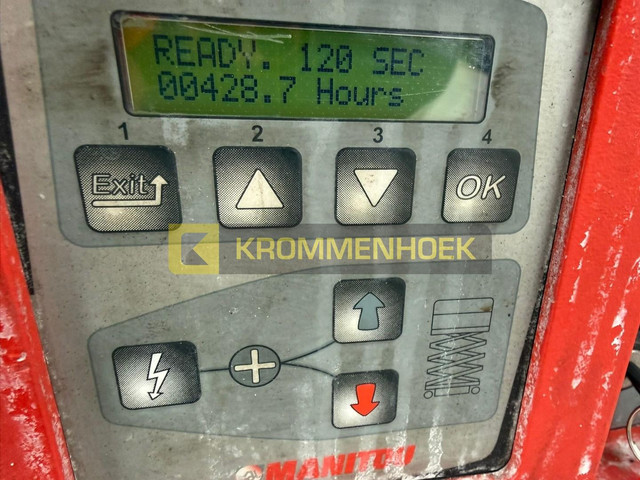 READY. 120 SEC
00428.7 Hours
1 2 3 4
Exit OK
KROMMENHOEK
MANITOU